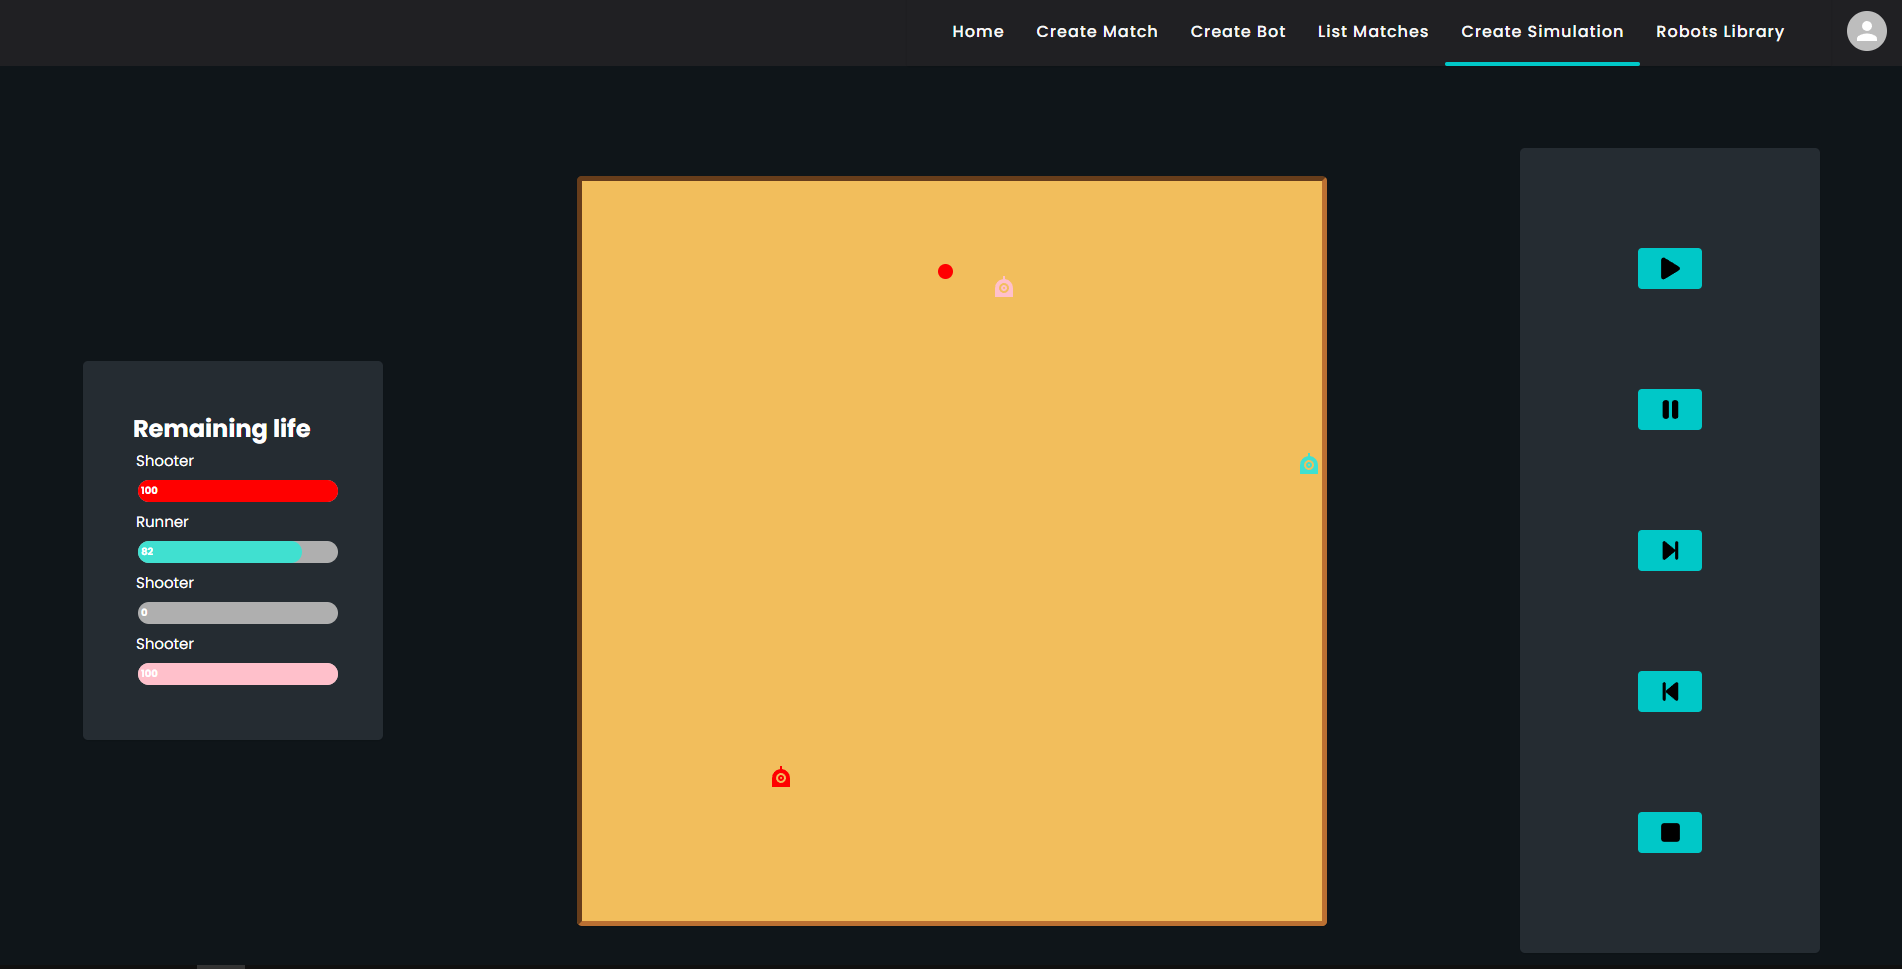 Home Create Match Create Bot List Matches Create Simulation Robots Library
Remaining life
Shooter
100
Runner
82
Shooter
0
Shooter
100